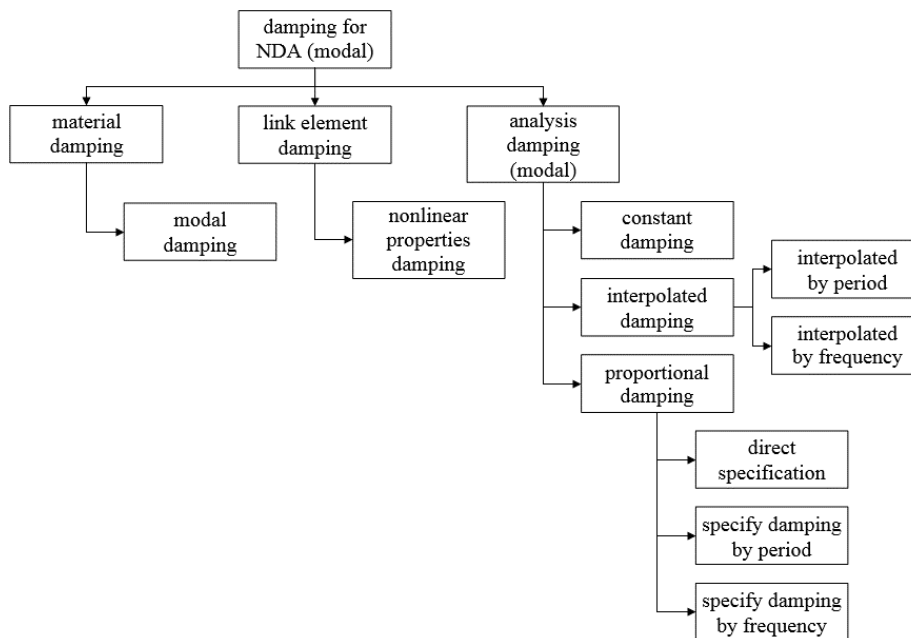 damping for
NDA (modal)
material
damping
link element
damping
analysis
damping
(modal)
modal
damping
nonlinear
properties
damping
constant
damping
interpolated
damping
interpolated
by period
interpolated
by frequency
proportional
damping
direct
specification
specify damping
by period
specify damping
by frequency